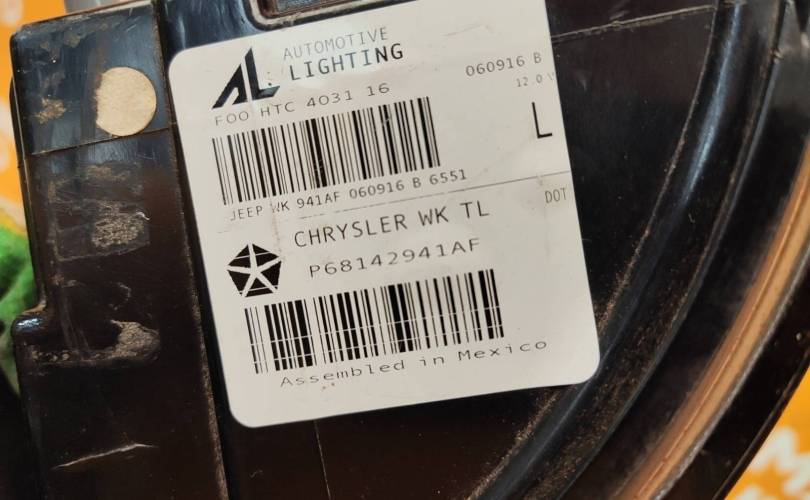 AL
AUTOMOTIVE
LIGHTING
060916 B
FOO HTC 4031 16
12.0 V
L
JEEP WK 941AF 060916 B 6551
DOT
CHRYSLER WK TL
P68142941AF
Assembled in Mexico